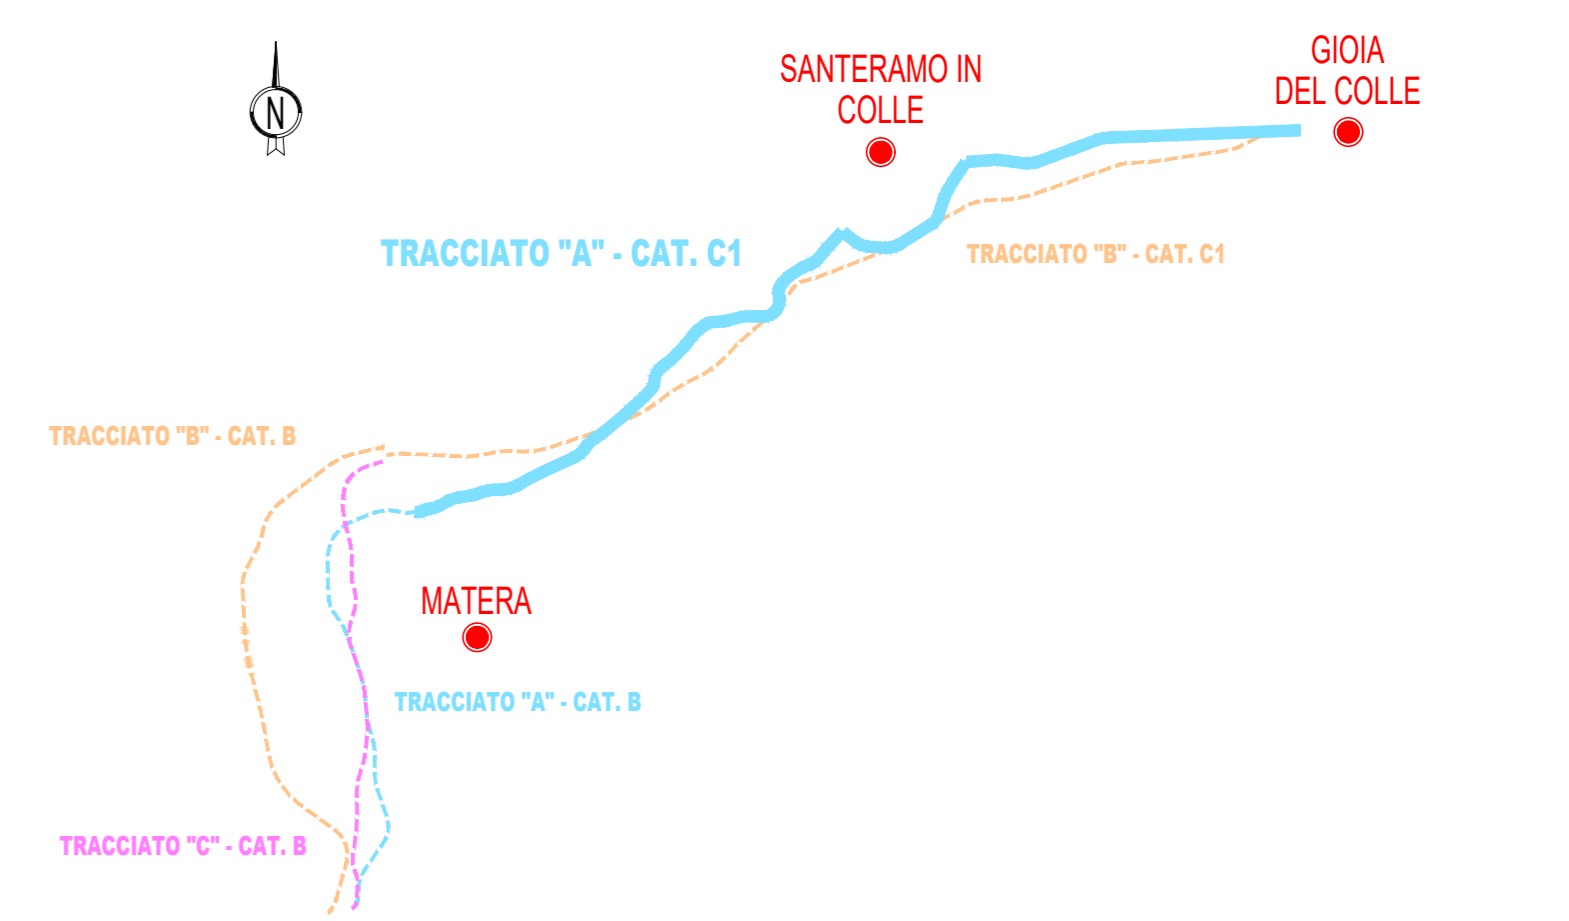 GIOIA
DEL COLLE
SANTERAMO IN
COLLE
N
TRACCIATO "A" - CAT. C1
TRACCIATO "B" - CAT. C1
TRACCIATO "B" - CAT. B
MATERA
TRACCIATO "A" - CAT. B
TRACCIATO "C" - CAT. B